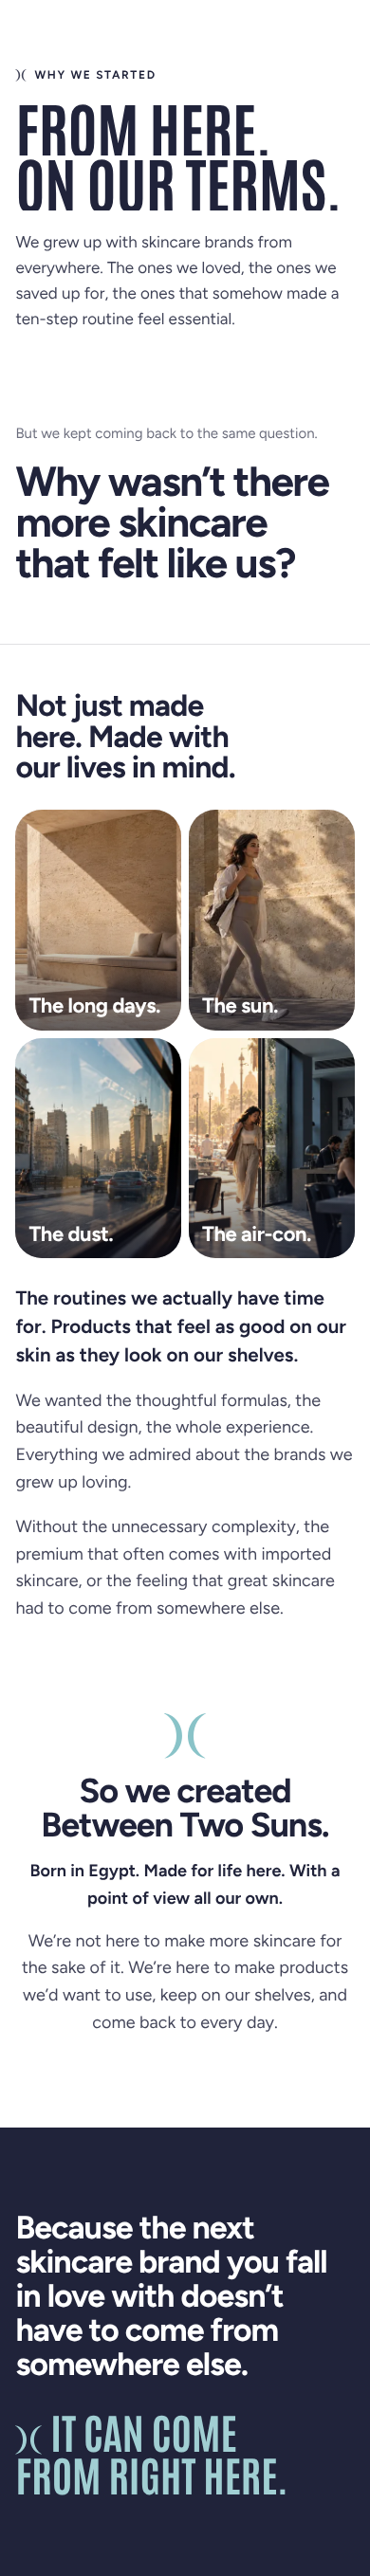 WHY WE STARTED
FROM HERE.
ON OUR TERMS.
We grew up with skincare brands from
everywhere. The ones we loved, the ones we
saved up for, the ones that somehow made a
ten-step routine feel essential.
But we kept coming back to the same question.
Why wasn’t there
more skincare
that felt like us?
Not just made
here. Made with
our lives in mind.
The long days.
The sun.
The dust.
The air-con.
The routines we actually have time
for. Products that feel as good on our
skin as they look on our shelves.
We wanted the thoughtful formulas, the
beautiful design, the whole experience.
Everything we admired about the brands we
grew up loving.
Without the unnecessary complexity, the
premium that often comes with imported
skincare, or the feeling that great skincare
had to come from somewhere else.
So we created
Between Two Suns.
Born in Egypt. Made for life here. With a
point of view all our own.
We’re not here to make more skincare for
the sake of it. We’re here to make products
we’d want to use, keep on our shelves, and
come back to every day.
Because the next
skincare brand you fall
in love with doesn’t
have to come from
somewhere else.
IT CAN COME
FROM RIGHT HERE.